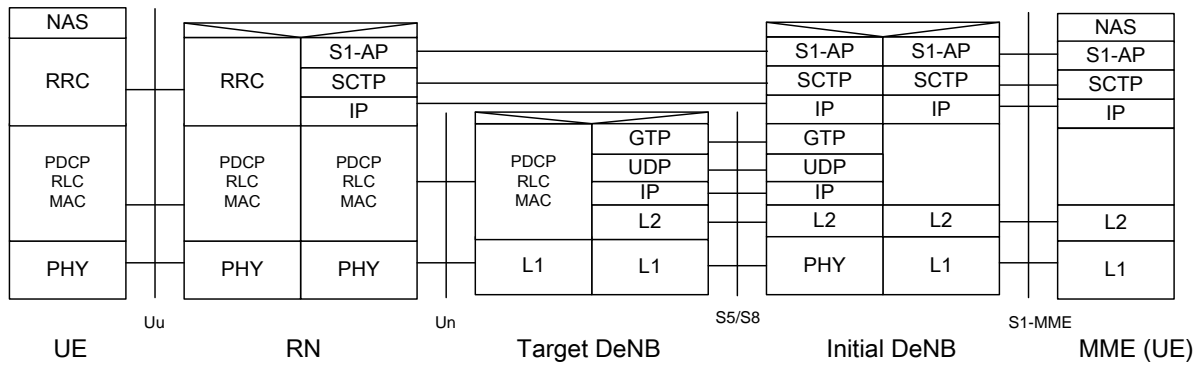 NAS
RRC
PDCP
RLC
MAC
PHY
UE
Uu
RRC
S1-AP
SCTP
IP
PDCP
RLC
MAC
PDCP
RLC
MAC
PHY
PHY
RN
Un
PDCP
RLC
MAC
GTP
UDP
IP
L2
L1
L1
Target DeNB
S5/S8
S1-AP
S1-AP
SCTP
SCTP
IP
IP
GTP
UDP
IP
L2
L2
PHY
L1
Initial DeNB
S1-MME
NAS
S1-AP
SCTP
IP
L2
L1
MME (UE)